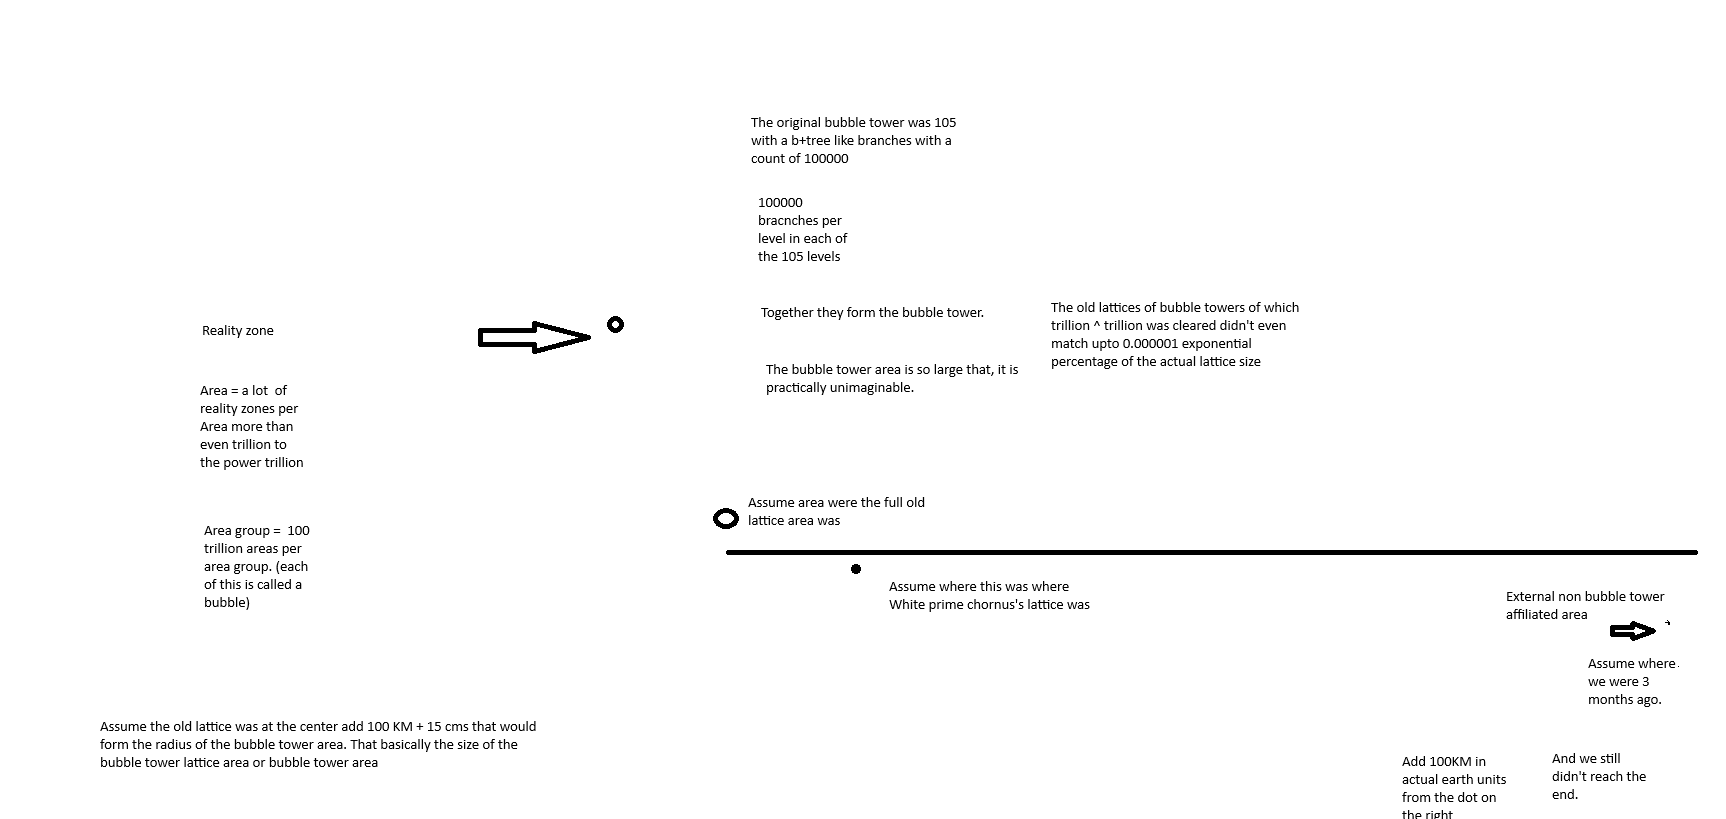 The original bubble tower was 105
with a b+tree like branches with a
count of 100000
100000
bracnches per
level in each of
the 105 levels
Together they form the bubble tower.
The bubble tower area is so large that, it is
practically unimaginable.
The old lattices of bubble towers of which
trillion ^ trillion was cleared didn't even
match upto 0.000001 exponential
percentage of the actual lattice size
Reality zone
Area = a lot  of
reality zones per
Area more than
even trillion to
the power trillion
Area group =  100
trillion areas per
area group. (each
of this is called a
bubble)
Assume area were the full old
lattice area was
Assume where this was where
White prime chornus's lattice was
External non bubble tower
affiliated area
Assume where
we were 3
months ago.
Assume the old lattice was at the center add 100 KM + 15 cms that would
form the radius of the bubble tower area. That basically the size of the
bubble tower lattice area or bubble tower area
Add 100KM in
actual earth units
from the dot on
the right
And we still
didn't reach the
end.